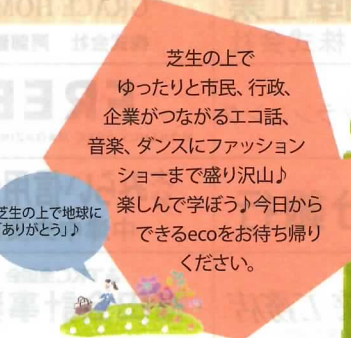 芝生の上で
ゆったりと市民、行政、
企業がつながるエコ話、
音楽、ダンスにファッション
ショーまで盛り沢山♪
楽しんで学ぼう♪今日から
できるecoをお待ち帰り
ください。
芝生の上で地球に
「ありがとう」♪